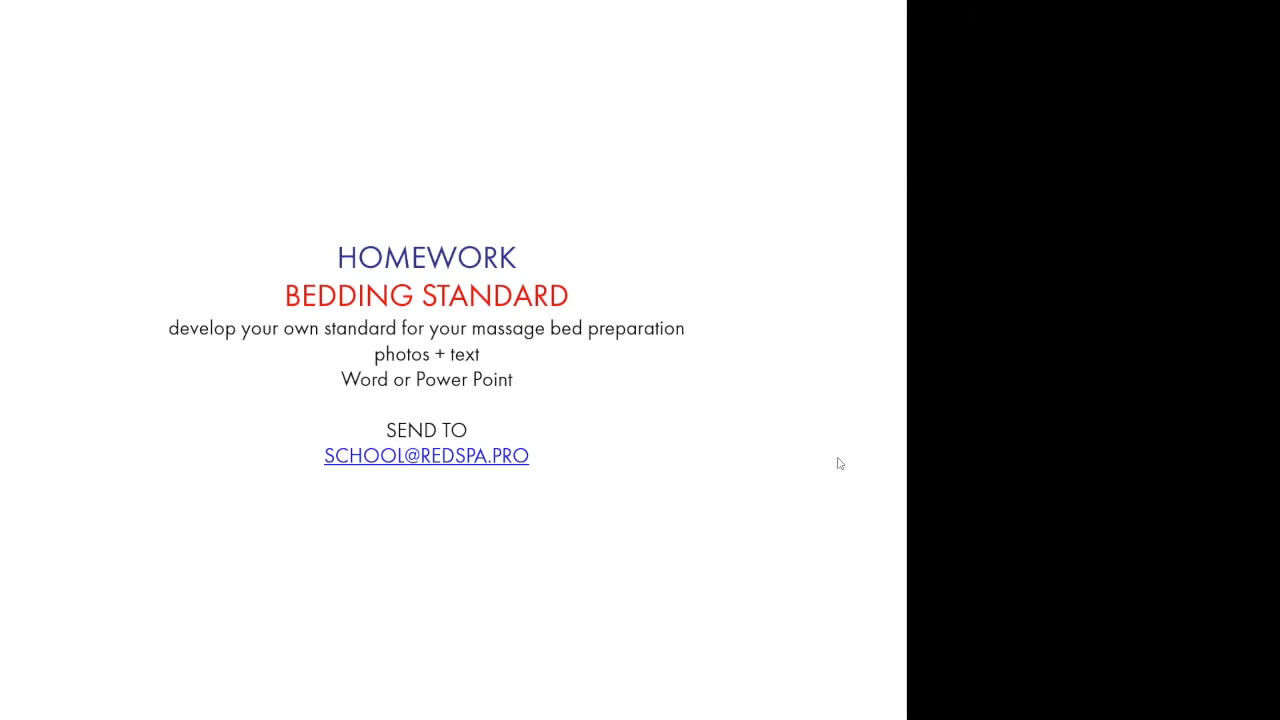 HOMEWORK
BEDDING STANDARD
develop your own standard for your massage bed preparation
photos + text
Word or Power Point
SEND TO
SCHOOL@REDSPA.PRO